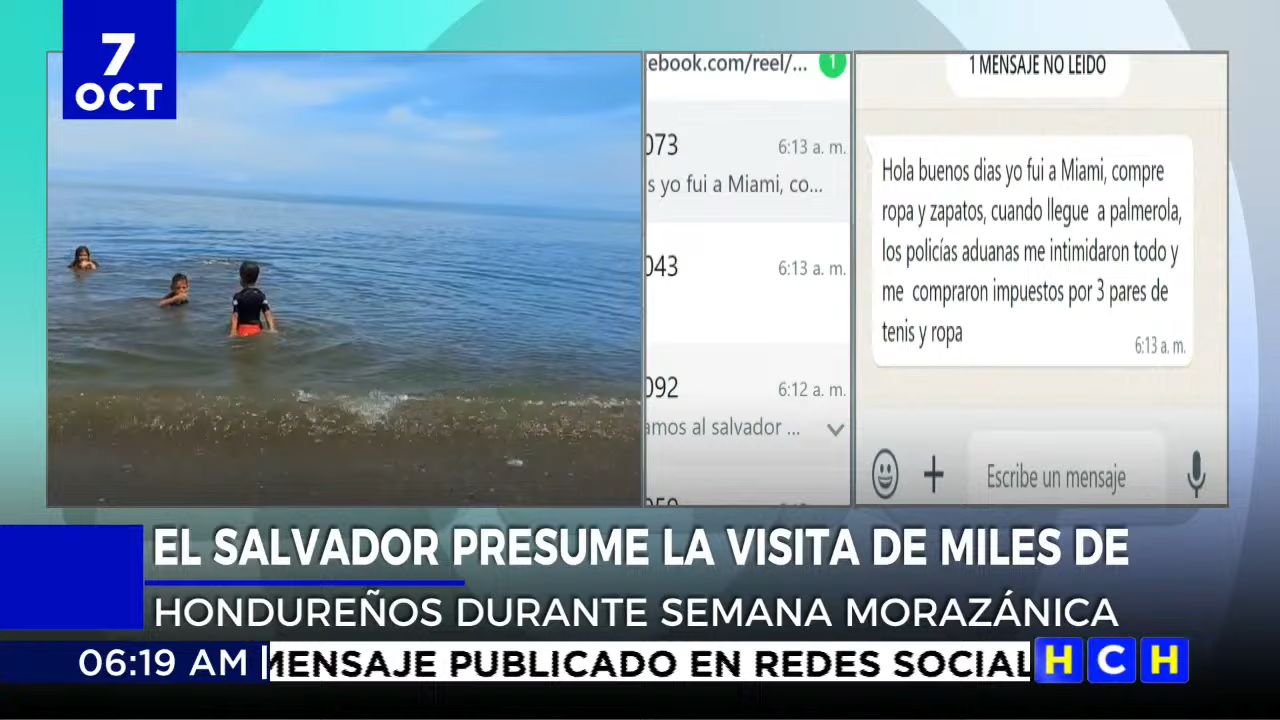 7
OCT
ebook.com/reel/...
1
073
6:13 a. m.
s yo fui a Miami, co...
043
6:13 a. m.
092
6:12 a. m.
amos al salvador ...
1 MENSAJE NO LEIDO
Hola buenos dias yo fui a Miami, compre
ropa y zapatos, cuando llegue a palmerola,
los policías aduanas me intimidaron todo y
me compraron impuestos por 3 pares de
tenis y ropa
6:13 a. m.
Escribe un mensaje
EL SALVADOR PRESUME LA VISITA DE MILES DE
HONDUREÑOS DURANTE SEMANA MORAZÁNICA
06:19 AM
MENSAJE PUBLICADO EN REDES SOCIAL
HCH